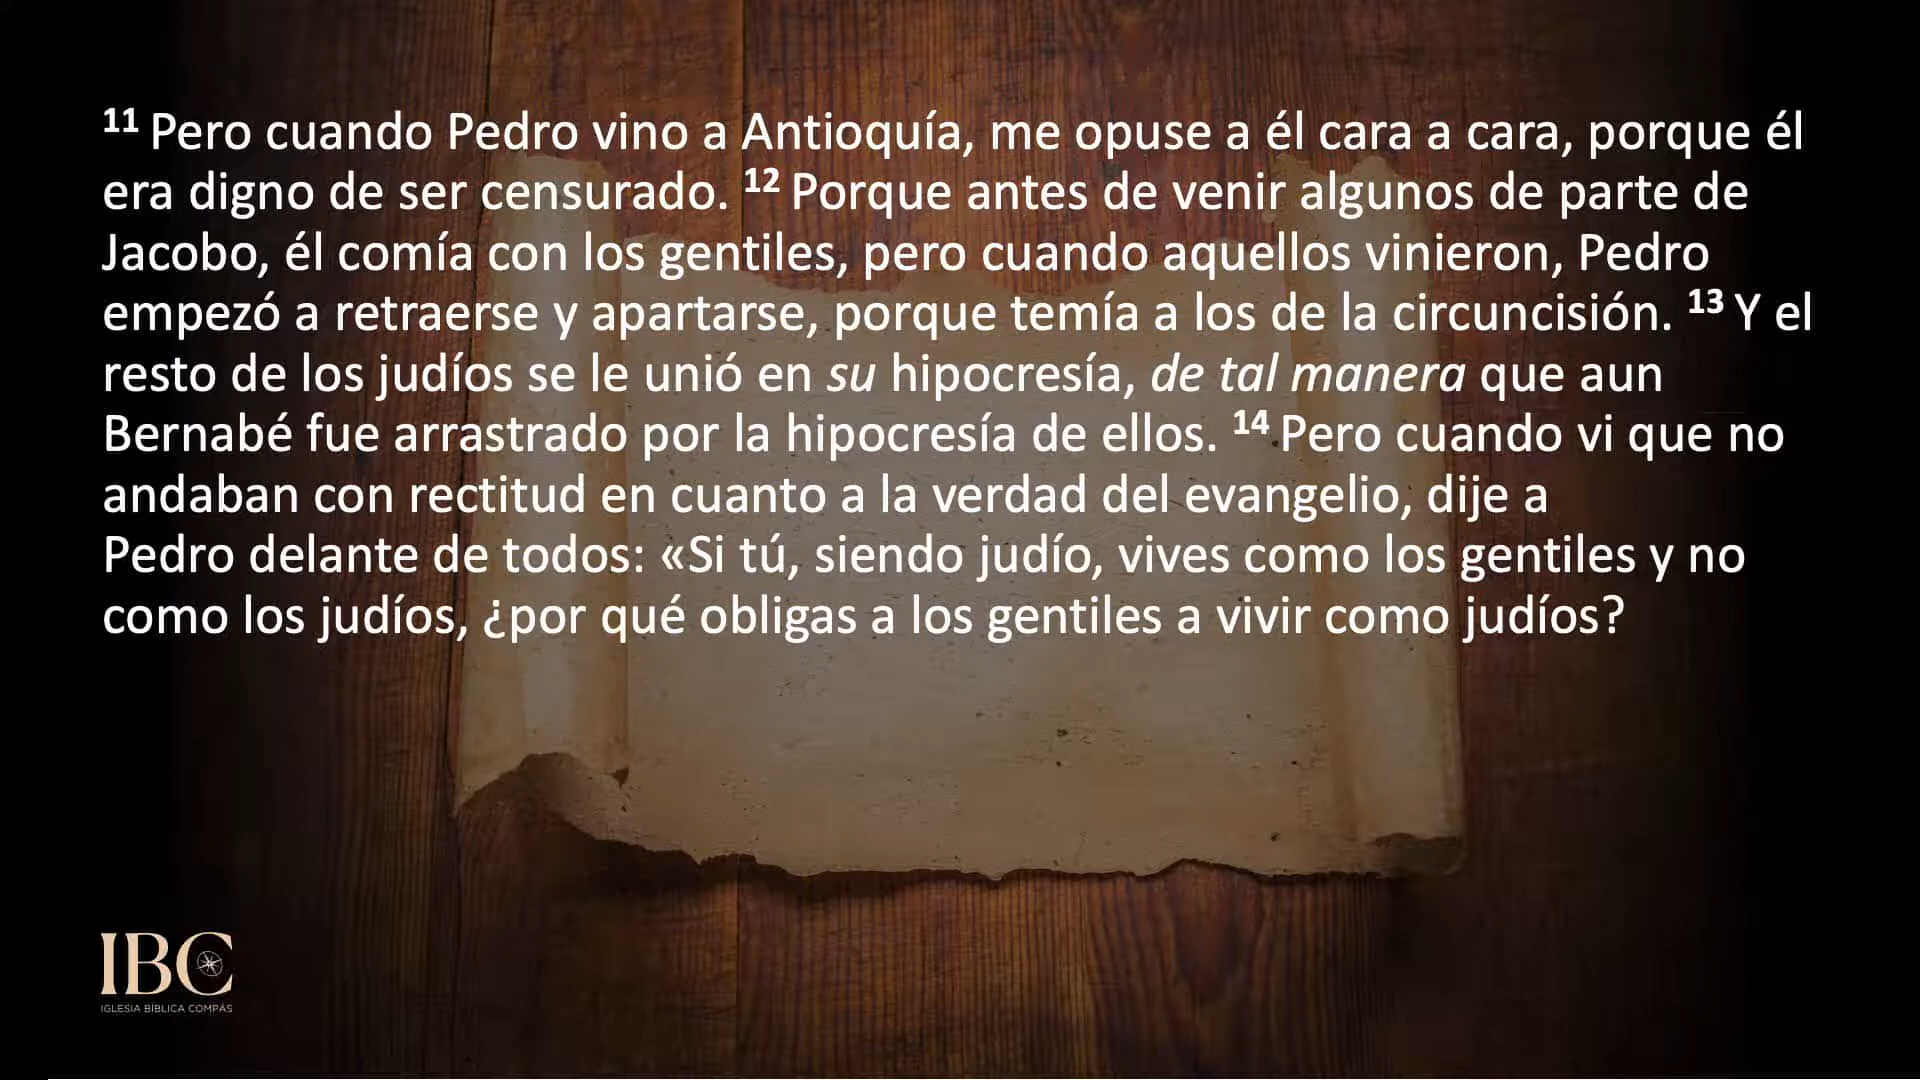 11 Pero cuando Pedro vino a Antioquía, me opuse a él cara a cara, porque él
era digno de ser censurado. 12 Porque antes de venir algunos de parte de
Jacobo, él comía con los gentiles, pero cuando aquellos vinieron, Pedro
empezó a retraerse y apartarse, porque temía a los de la circuncisión. 13 Y el
resto de los judíos se le unió en su hipocresía, de tal manera que aun
Bernabé fue arrastrado por la hipocresía de ellos. 14 Pero cuando vi que no
andaban con rectitud en cuanto a la verdad del evangelio, dije a
Pedro delante de todos: «Si tú, siendo judío, vives como los gentiles y no
como los judíos, ¿por qué obligas a los gentiles a vivir como judíos?
IBC
IGLESIA BÍBLICA COMPÁS